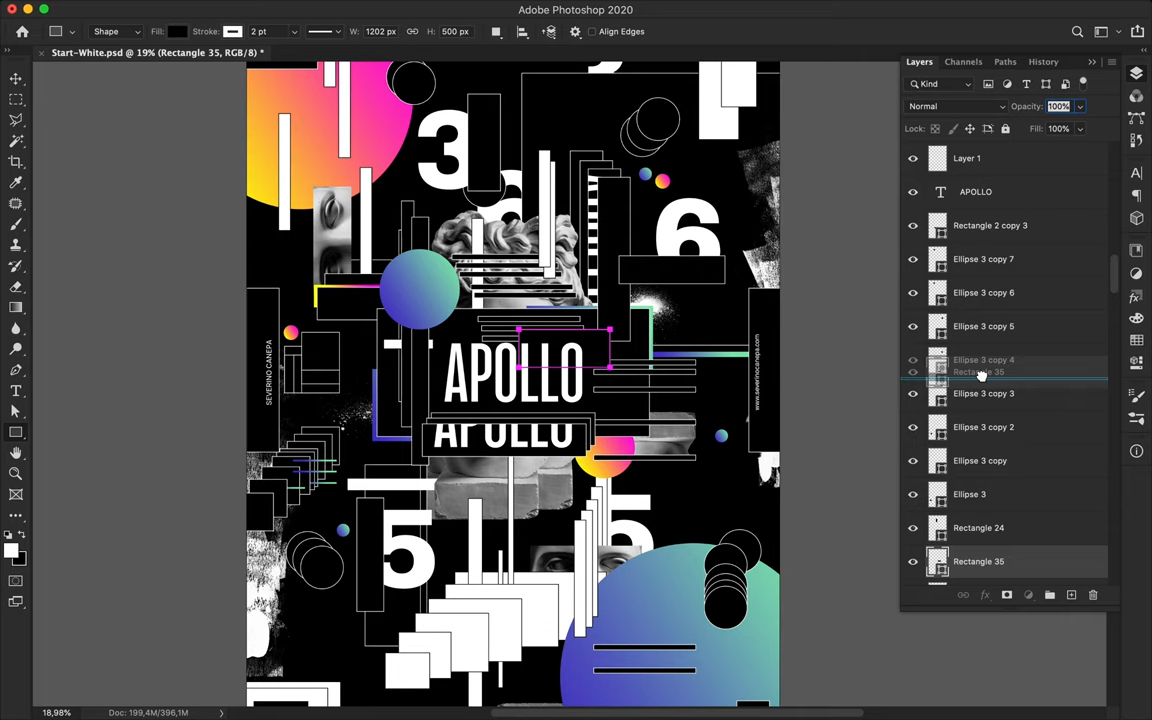 Adobe Photoshop 2020
Shape
Fill:
Stroke:
2 pt
W:
1202 px
H:
500 px
Align Edges
Start-White.psd @ 19% (Rectangle 35, RGB/8) *
Layers
Channels
Paths
History
Kind
Normal
Opacity:
100%
Lock:
Fill:
100%
Layer 1
T
APOLLO
Rectangle 2 copy 3
Ellipse 3 copy 7
Ellipse 3 copy 6
Ellipse 3 copy 5
Ellipse 3 copy 4
Rectangle 35
Ellipse 3 copy 3
Ellipse 3 copy 2
Ellipse 3 copy
Ellipse 3
Rectangle 24
Rectangle 35
3
6
SEVERINO CANEPA
www.severinocanepa.com
APOLLO
APOLLO
5
5
18,98%
Doc: 199,4M/396,1M